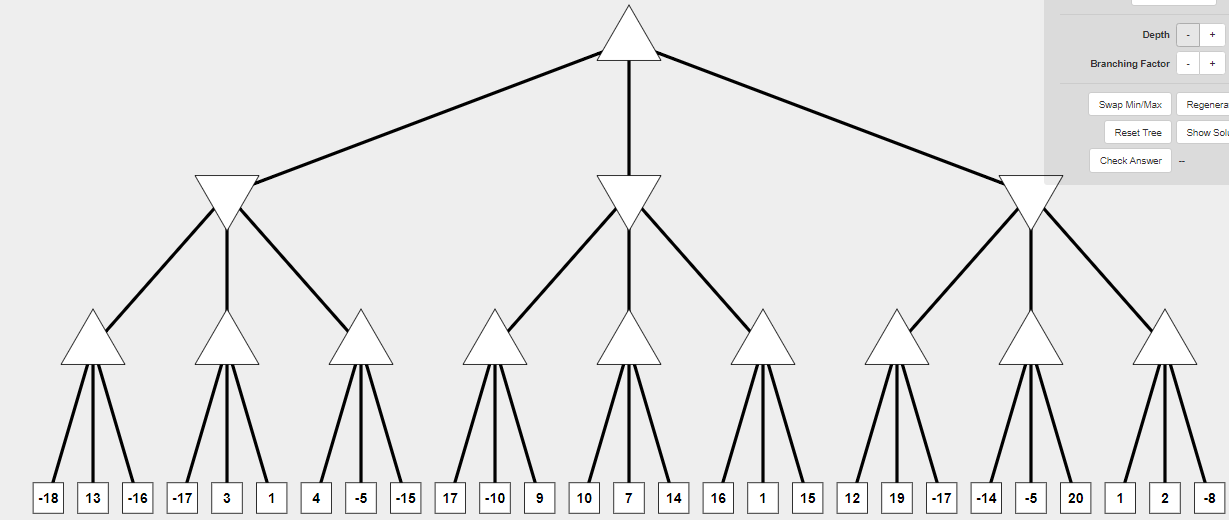 Depth - +
Branching Factor - +
Swap Min/Max
Reset Tree
Check Answer --
-18 13 -16 -17 3 1 4 -5 -15 17 -10 9 10 7 14 16 1 15 12 19 -17 -14 -5 20 1 2 -8